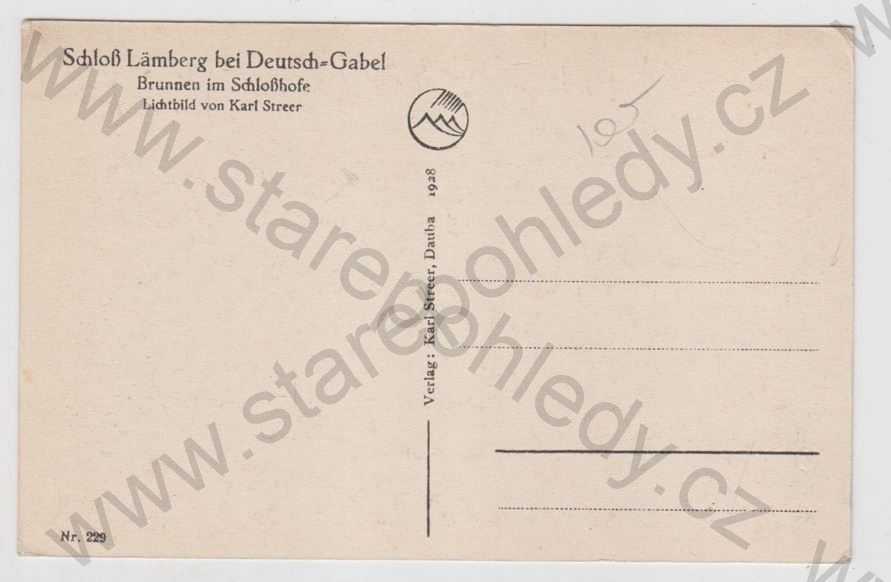 Schloß Lämberg bei Deutsch=Gabel
Brunnen im Schloßhofe
Lichtbild von Karl Streer
105
Verlag: Karl Streer, Dauba 1928
Nr. 229
www.starepohledy.cz
www.starepohledy.cz